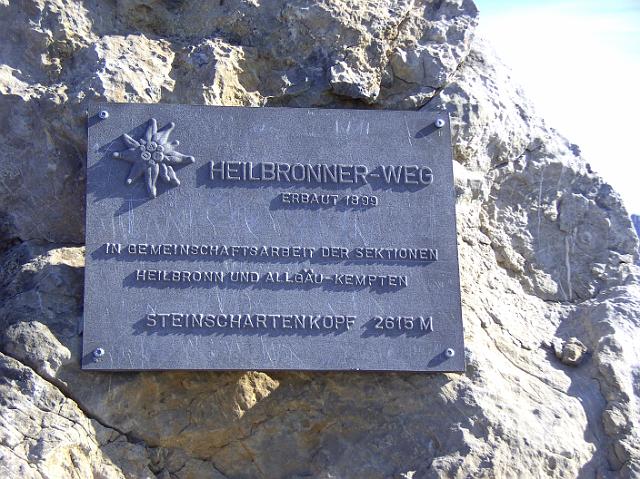 HEILBRONNER-WEG
ERBAUT 1899
IN GEMEINSCHAFTSARBEIT DER SEKTIONEN
HEILBRONN UND ALLGÄU-KEMPTEN
STEINSCHARTENKOPF 2615 M